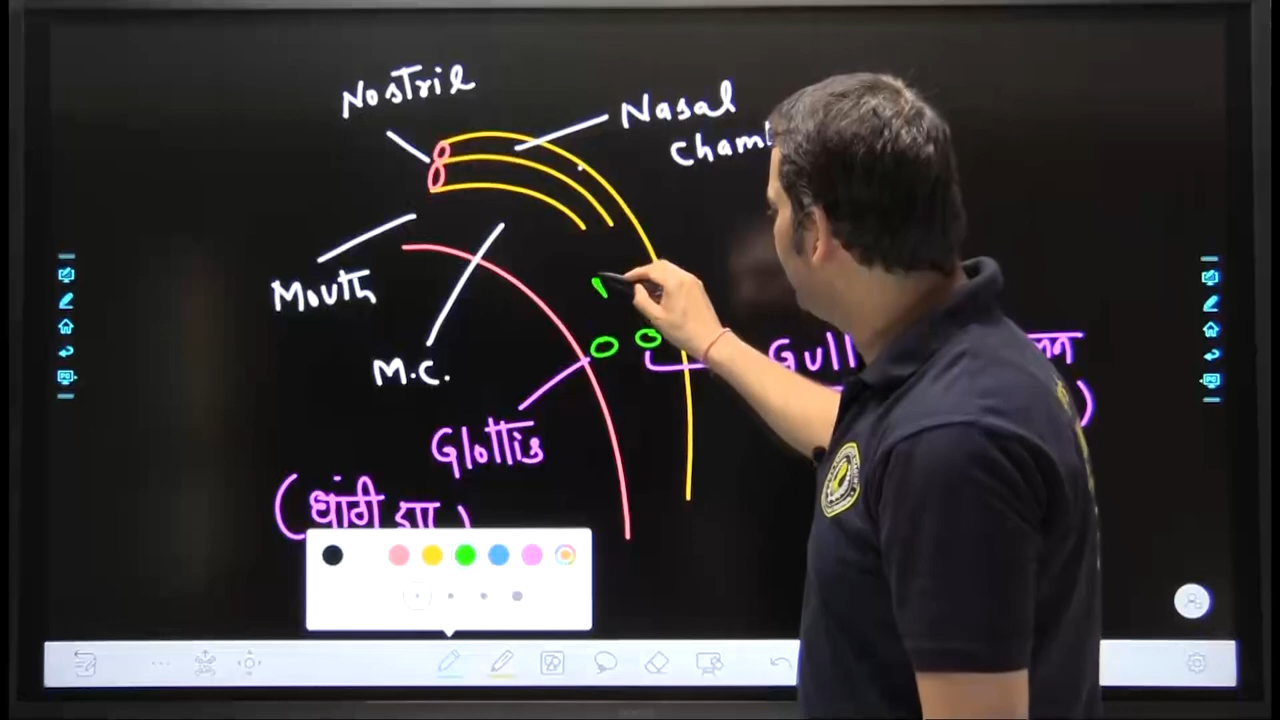 Nostril
Nasal
Chamb
Mouth
M.C.
Gull
Glottis
(घांटी